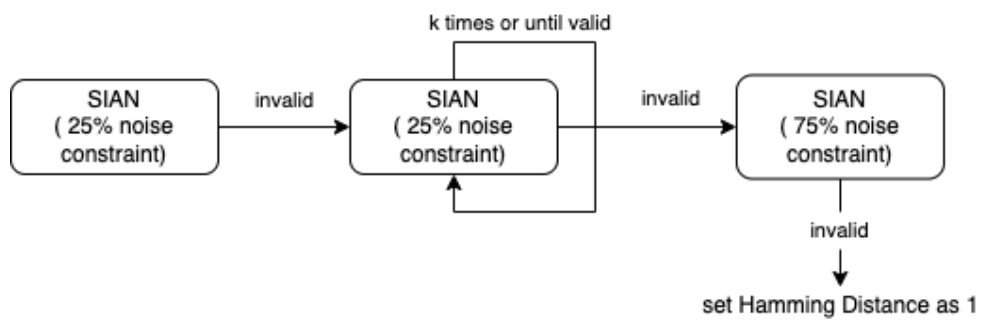 k times or until valid
SIAN
( 25% noise
constraint)
invalid
SIAN
( 25% noise
constraint)
invalid
SIAN
( 75% noise
constraint)
invalid
set Hamming Distance as 1